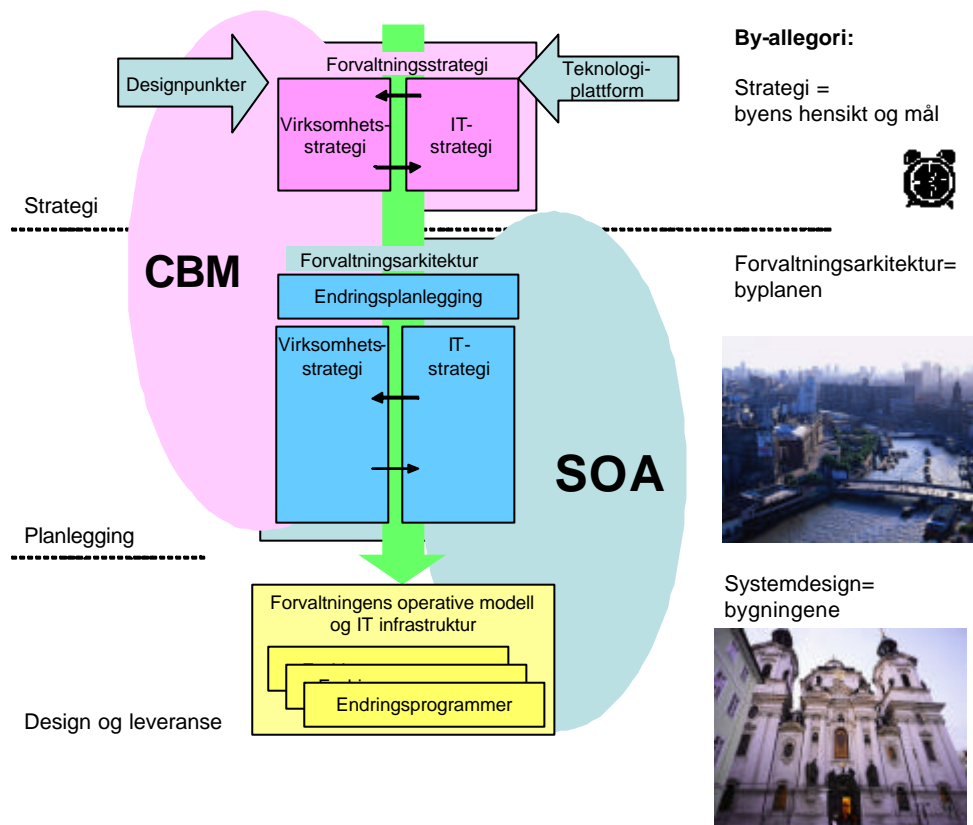 By-allegori:
Forvaltningsstrategi
Designpunkter
Teknologi-
plattform
Strategi =
byens hensikt og mål
Virksomhets-
strategi
IT-
strategi
Strategi
CBM
Forvaltningsarkitektur
Forvaltningsarkitektur=
byplanen
Endringsplanlegging
Virksomhets-
strategi
IT-
strategi
SOA
Planlegging
Systemdesign=
bygningene
Forvaltningens operative modell
og IT infrastruktur
Endringsprogrammer
Design og leveranse